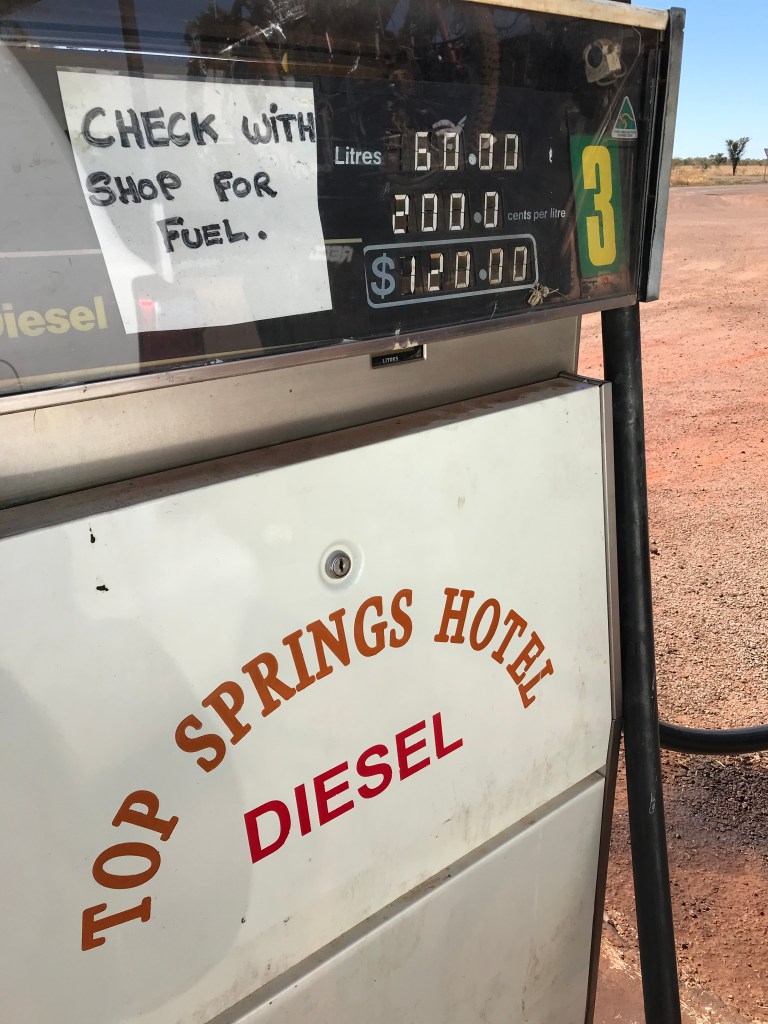 CHECK WITH
SHOP FOR
FUEL.
Litres 60.00
200.0 cents per litre
$ 120.00
3
Diesel
LITRES
TOP SPRINGS HOTEL
DIESEL